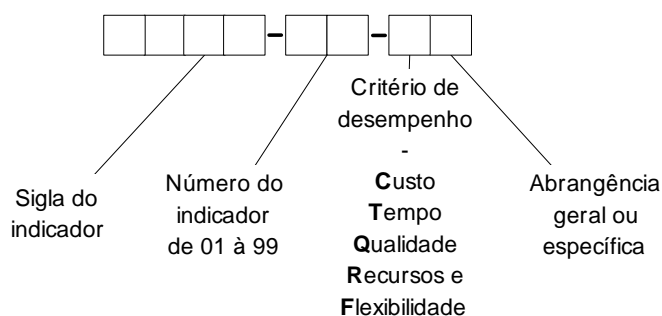 Sigla do
indicador
Número do
indicador
de 01 à 99
Critério de
desempenho
-
Custo
Tempo
Qualidade
Recursos e
Flexibilidade
Abrangência
geral ou
específica